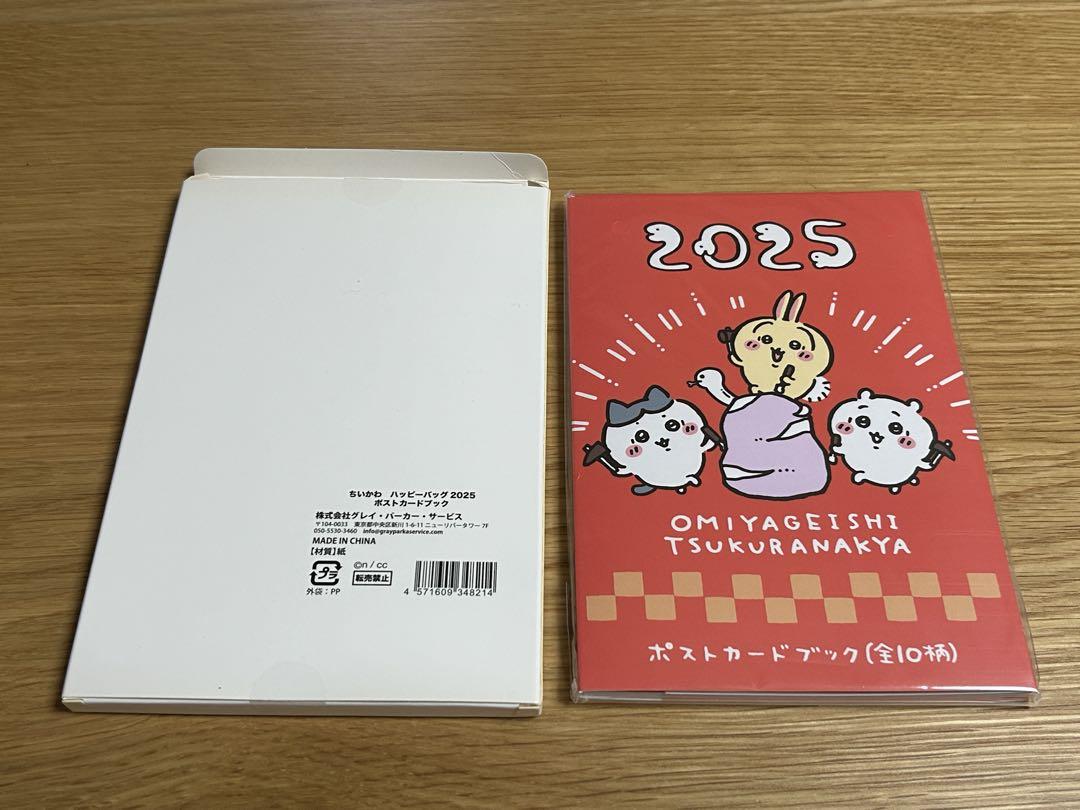 ちいかわ ハッピーバッグ 2025
ポストカードブック
株式会社グレイ・パーカー・サービス
〒104-0033 東京都中央区新川 1-6-11 ニューリバータワー 7F
050-5530-3460 info@grayparkaservice.com
MADE IN CHINA
【材質】紙
プラ
外袋:PP
©n / cc
転売禁止
4 571609 348214
2025
OMIYAGEISHI
TSUKURANAKYA
ポストカードブック(全10柄)